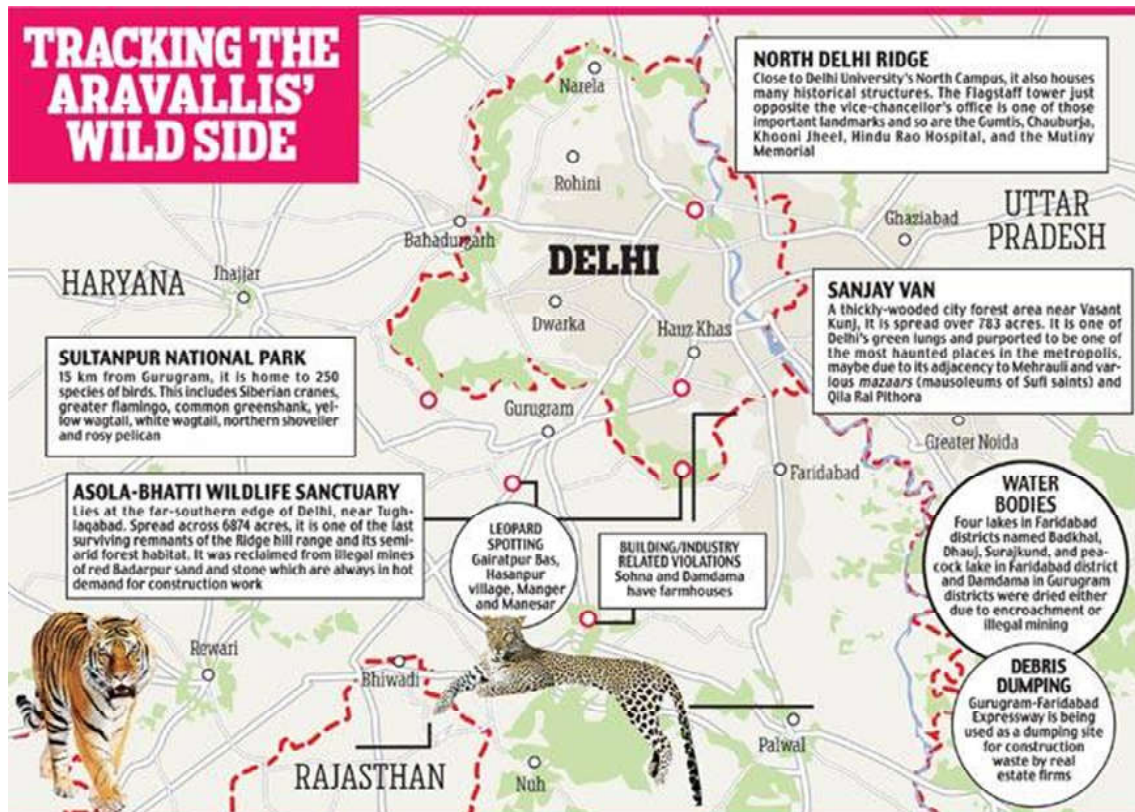 TRACKING THE
ARAVALLIS'
WILD SIDE
NORTH DELHI RIDGE
Close to Delhi University's North Campus, it also houses
many historical structures. The Flagstaff tower just
opposite the vice-chancellor's office is one of those
important landmarks and so are the Gumtis, Chauburja,
Khooni Jheel, Hindu Rao Hospital, and the Mutiny
Memorial
Narela
Rohini
UTTAR
PRADESH
Ghaziabad
Bahadurgarh
DELHI
HARYANA
Jhajjar
Dwarka
Hauz Khas
SANJAY VAN
A thickly-wooded city forest area near Vasant
Kunj, it is spread over 783 acres. It is one of
Delhi's green lungs and purported to be one of
the most haunted places in the metropolis,
maybe due to its adjacency to Mehrauli and var-
ious mazaars (mausoleums of Sufi saints) and
Qila Rai Pithora
SULTANPUR NATIONAL PARK
15 km from Gurugram, it is home to 250
species of birds. This includes Siberian cranes,
greater flamingo, common greenshank, yel-
low wagtail, white wagtail, northern shoveller
and rosy pelican
Gurugram
Greater Noida
Faridabad
ASOLA-BHATTI WILDLIFE SANCTUARY
Lies at the far-southern edge of Delhi, near Tugh-
laqabad. Spread across 6874 acres, it is one of the last
surviving remnants of the Ridge hill range and its semi-
arid forest habitat. It was reclaimed from illegal mines
of red Badarpur sand and stone which are always in hot
demand for construction work
LEOPARD
SPOTTING
Gairatpur Bas,
Hasanpur
village, Manger
and Manesar
BUILDING/INDUSTRY
RELATED VIOLATIONS
Sohna and Damdama
have farmhouses
WATER
BODIES
Four lakes in Faridabad
districts named Badkhal,
Dhauj, Surajkund, and pea-
cock lake in Faridabad district
and Damdama in Gurugram
districts were dried either
due to encroachment or
illegal mining
Rewari
Bhiwadi
DEBRIS
DUMPING
Gurugram-Faridabad
Expressway is being
used as a dumping site
for construction
waste by real
estate firms
Palwal
RAJASTHAN
Nuh